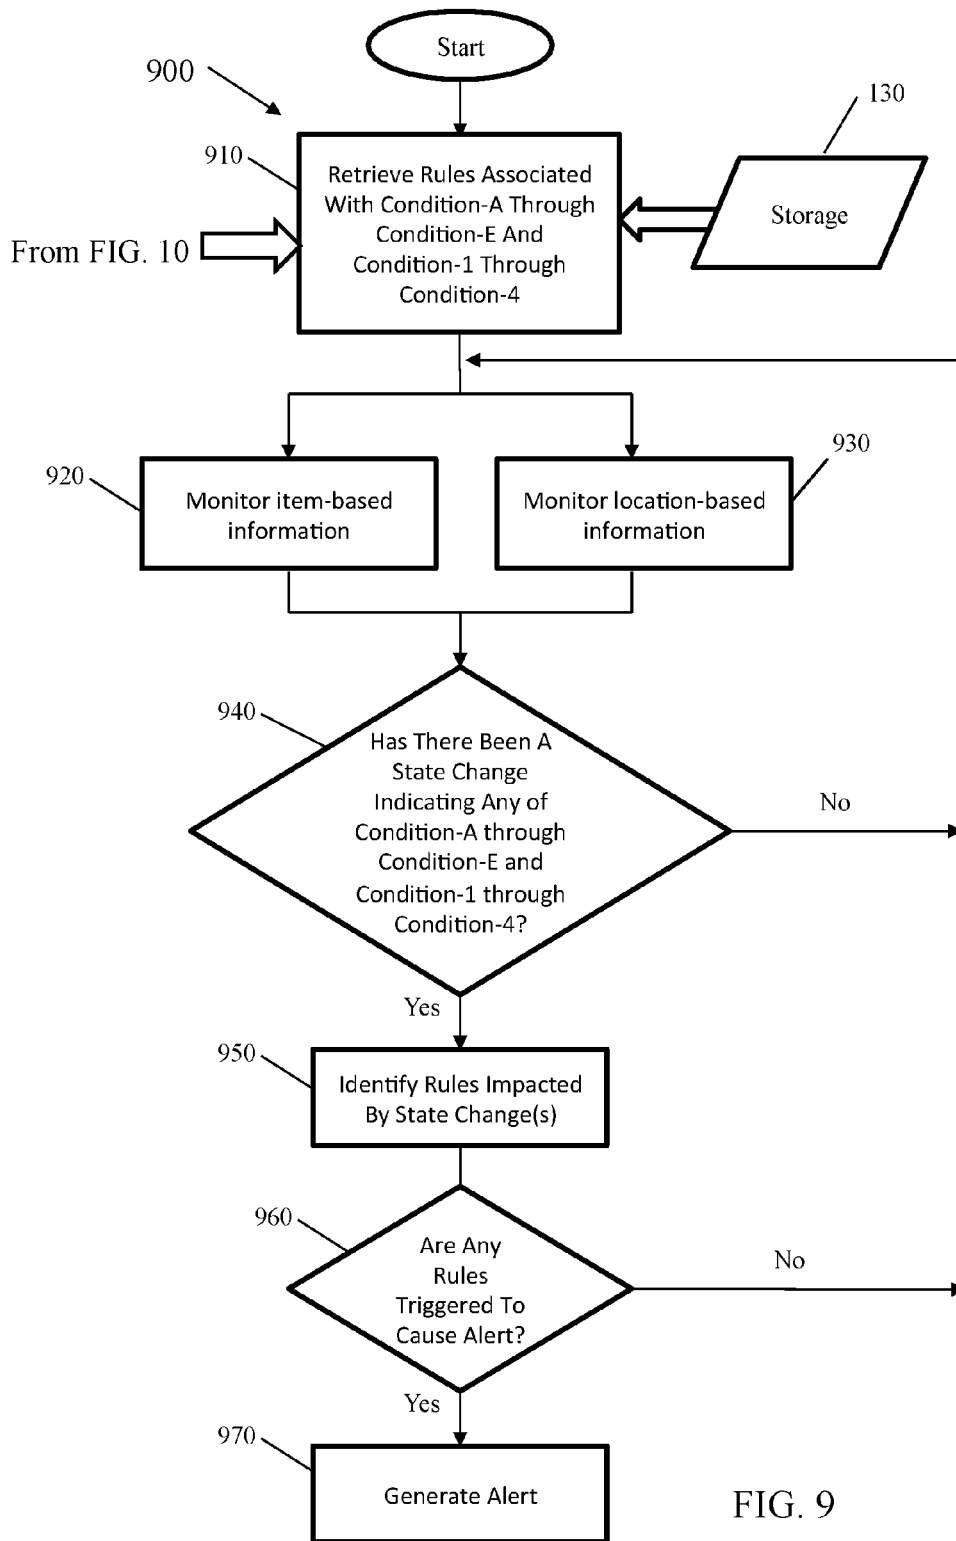 Start
900
130
910
Retrieve Rules Associated
With Condition-A Through
Condition-E And
Condition-1 Through
Condition-4
Storage
From FIG. 10
920
Monitor item-based
information
930
Monitor location-based
information
940
Has There Been A
State Change
Indicating Any of
Condition-A through
Condition-E and
Condition-1 through
Condition-4?
No
Yes
950
Identify Rules Impacted
By State Change(s)
960
Are Any
Rules
Triggered To
Cause Alert?
No
Yes
970
Generate Alert
FIG. 9